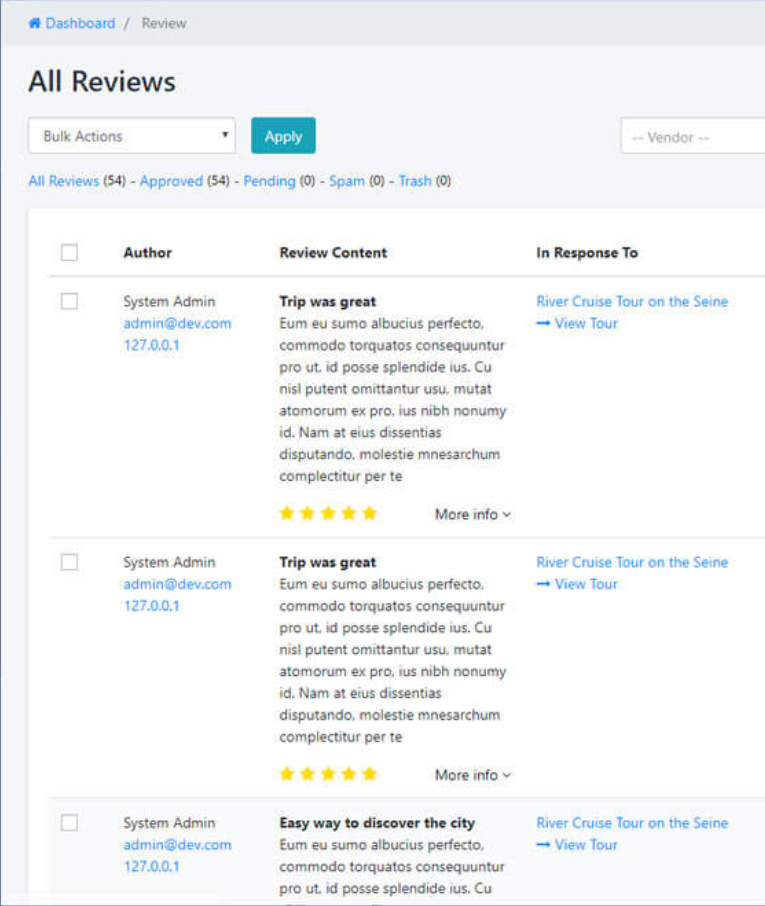 Dashboard / Review
All Reviews
Bulk Actions
Apply
-- Vendor --
All Reviews (54) - Approved (54) - Pending (0) - Spam (0) - Trash (0)
Author
Review Content
In Response To
System Admin
admin@dev.com
127.0.0.1
Trip was great
Eum eu sumo albucius perfecto,
commodo torquatos consequuntur
pro ut, id posse splendide ius. Cu
nisl putent omittantur usu, mutat
atomorum ex pro, ius nibh nonumy
id. Nam at eius dissentias
disputando, molestie mnesarchum
complectitur per te
More info
River Cruise Tour on the Seine
View Tour
System Admin
admin@dev.com
127.0.0.1
Trip was great
Eum eu sumo albucius perfecto,
commodo torquatos consequuntur
pro ut, id posse splendide ius. Cu
nisl putent omittantur usu, mutat
atomorum ex pro, ius nibh nonumy
id. Nam at eius dissentias
disputando, molestie mnesarchum
complectitur per te
More info
River Cruise Tour on the Seine
View Tour
System Admin
admin@dev.com
127.0.0.1
Easy way to discover the city
Eum eu sumo albucius perfecto,
commodo torquatos consequuntur
pro ut, id posse splendide ius. Cu
River Cruise Tour on the Seine
View Tour